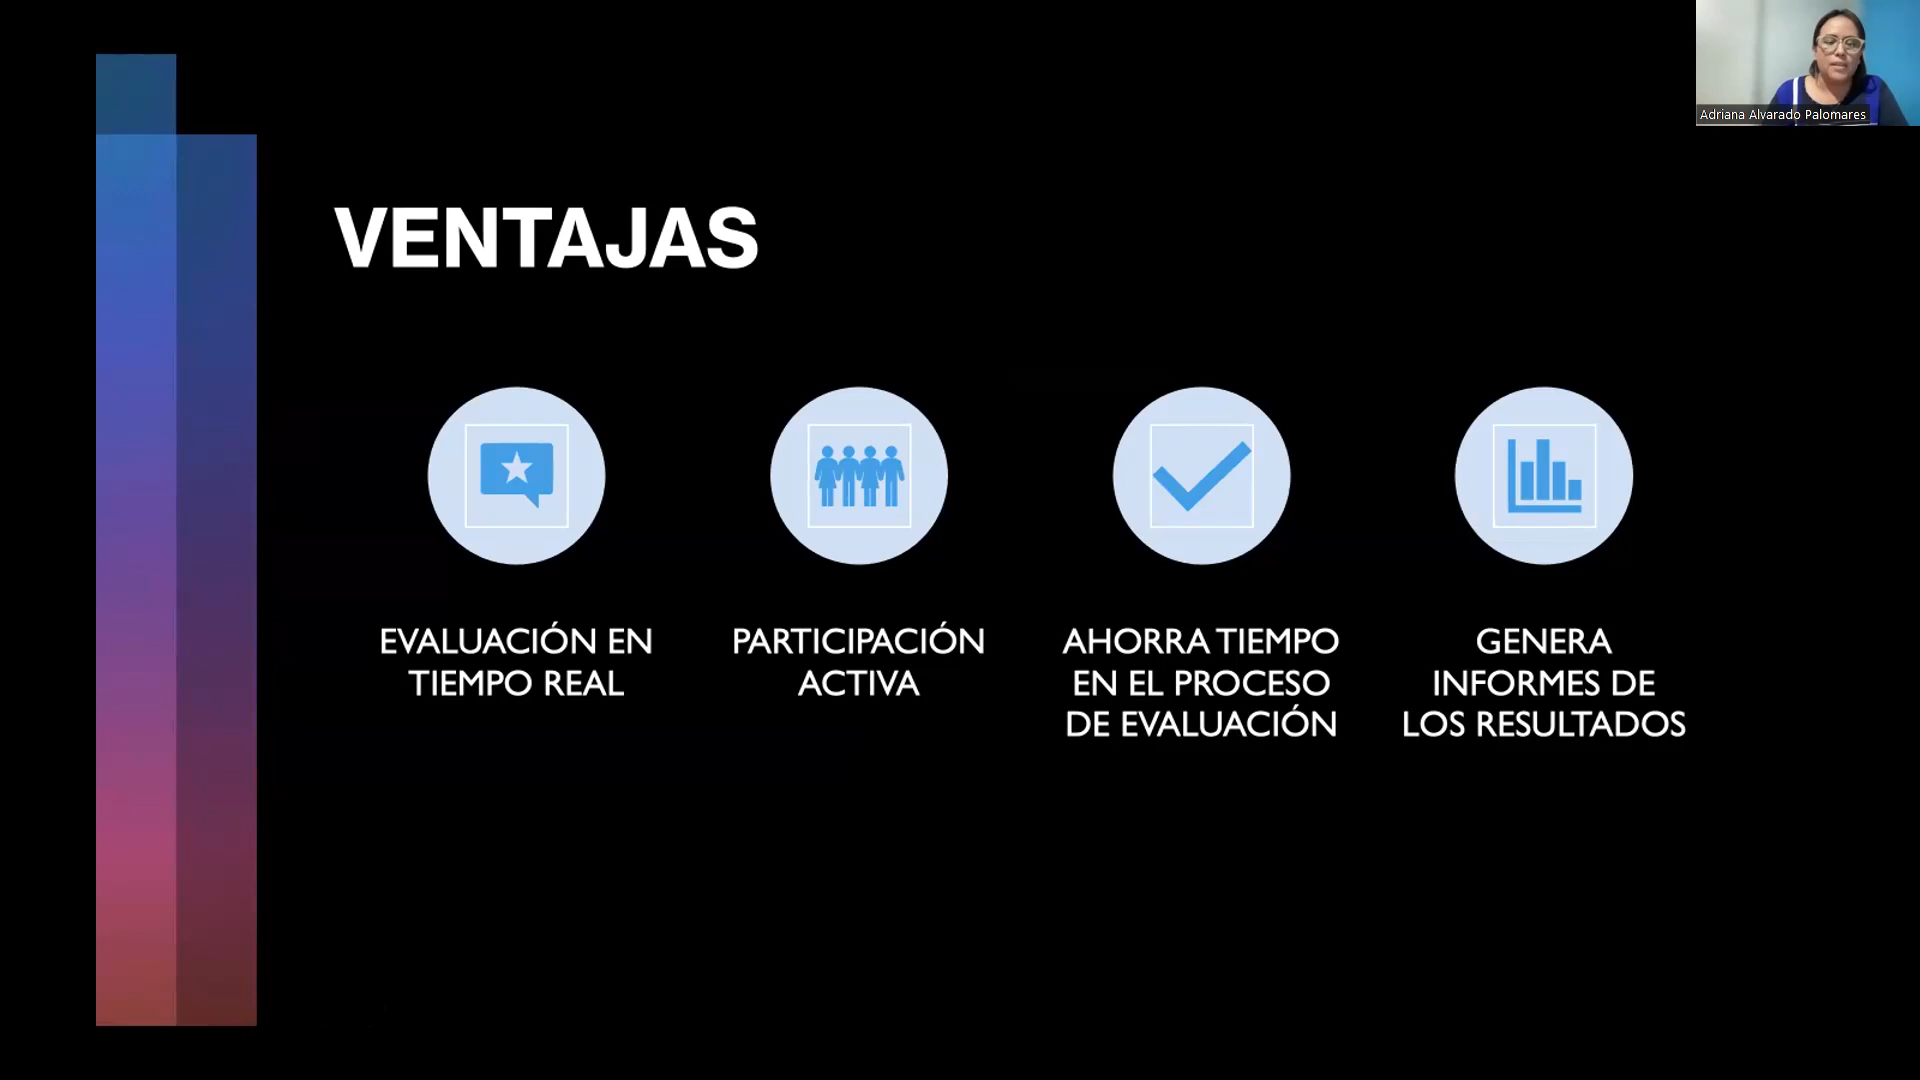 Adriana Alvarado Palomares
VENTAJAS
EVALUACIÓN EN
TIEMPO REAL
PARTICIPACIÓN
ACTIVA
AHORRA TIEMPO
EN EL PROCESO
DE EVALUACIÓN
GENERA
INFORMES DE
LOS RESULTADOS